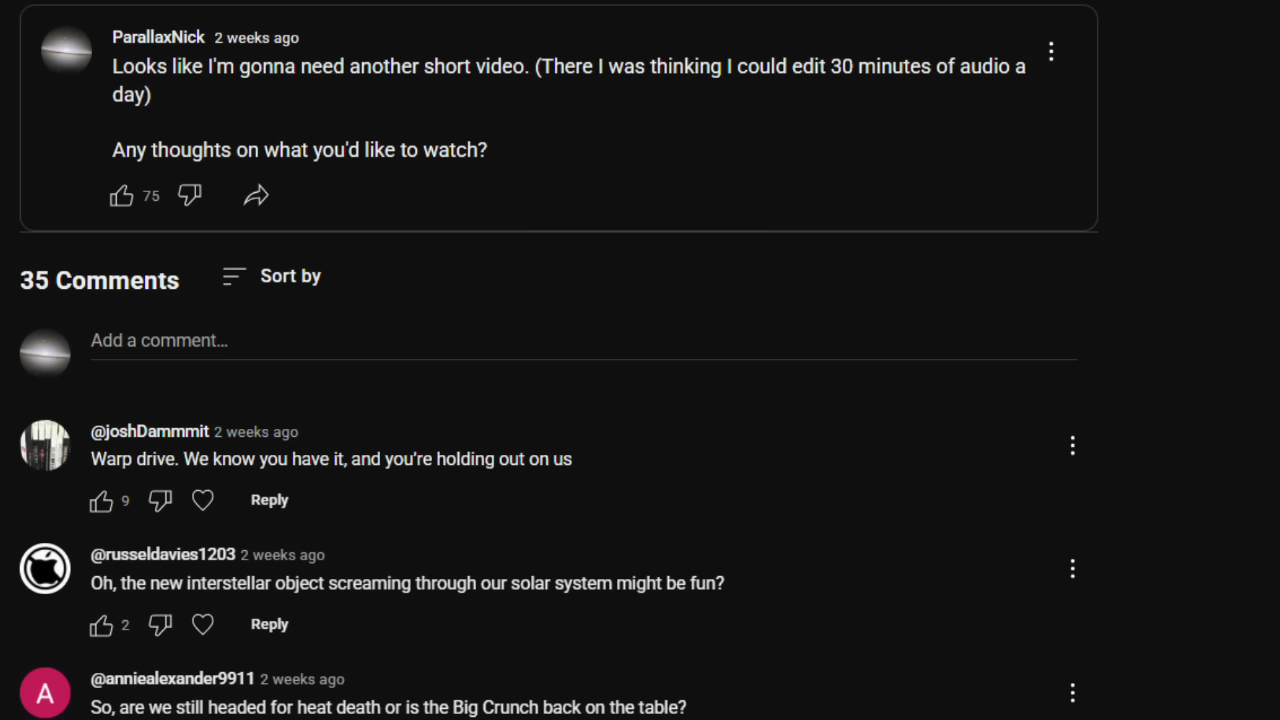 ParallaxNick 2 weeks ago
Looks like I'm gonna need another short video. (There I was thinking I could edit 30 minutes of audio a
day)
Any thoughts on what you'd like to watch?
75
35 Comments Sort by
Add a comment...
@joshDammmit 2 weeks ago
Warp drive. We know you have it, and you're holding out on us
9 Reply
@russeldavies1203 2 weeks ago
Oh, the new interstellar object screaming through our solar system might be fun?
2 Reply
A
@anniealexander9911 2 weeks ago
So, are we still headed for heat death or is the Big Crunch back on the table?